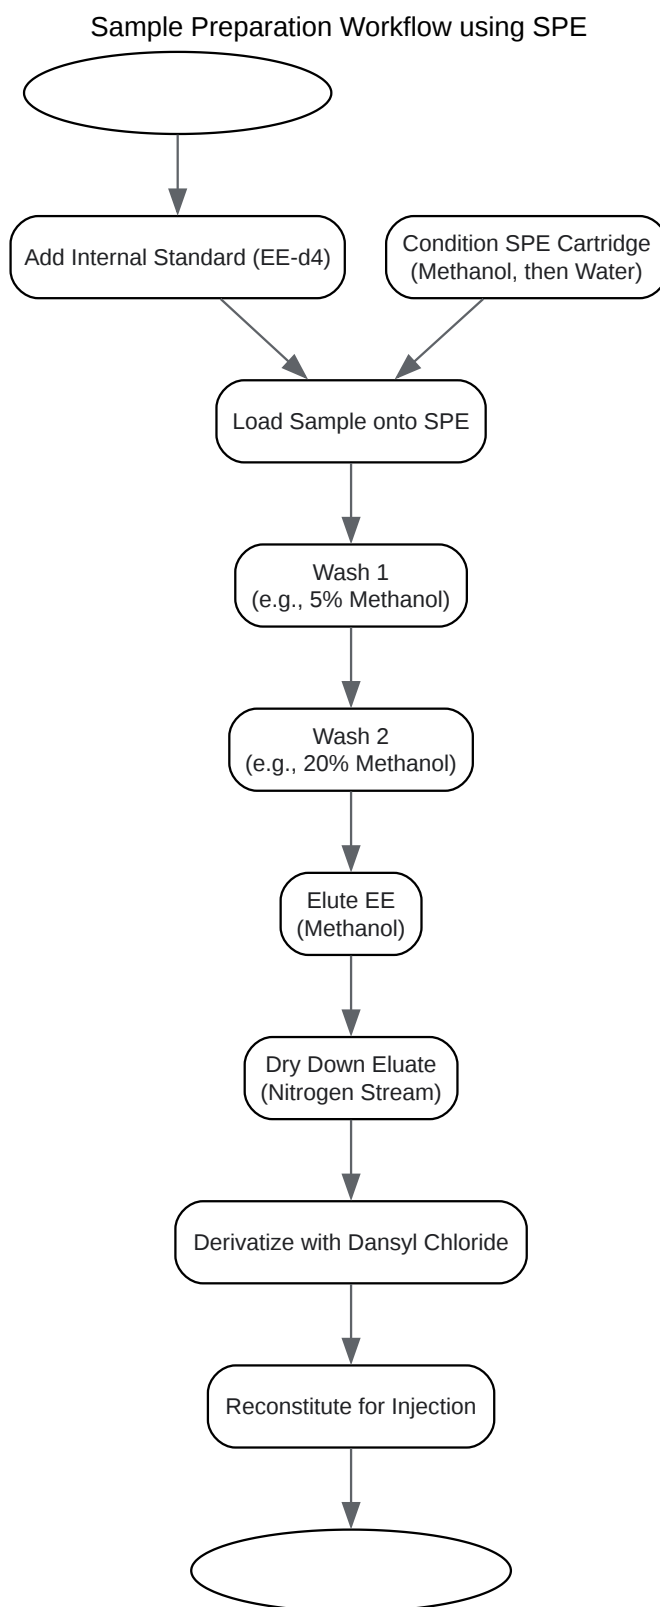 Sample Preparation Workflow using SPE
Add Internal Standard (EE-d4)
Condition SPE Cartridge
(Methanol, then Water)
Load Sample onto SPE
Wash 1
(e.g., 5% Methanol)
Wash 2
(e.g., 20% Methanol)
Elute EE
(Methanol)
Dry Down Eluate
(Nitrogen Stream)
Derivatize with Dansyl Chloride
Reconstitute for Injection